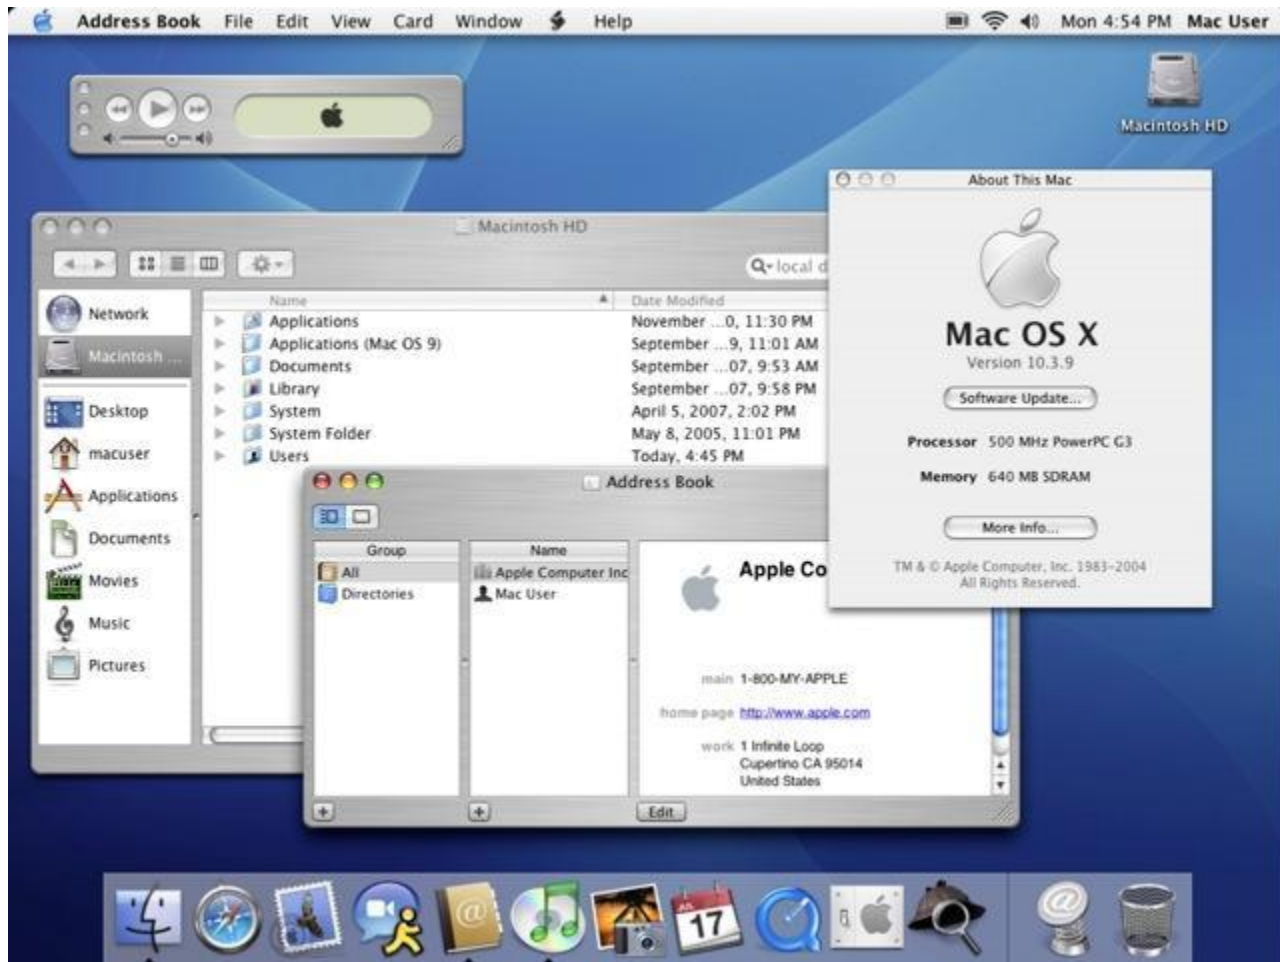 Address Book File Edit View Card Window Help Mon 4:54 PM Mac User
Macintosh HD
About This Mac
Mac OS X
Version 10.3.9
Software Update...
Processor 500 MHz PowerPC G3
Memory 640 MB SDRAM
More Info...
TM & © Apple Computer, Inc. 1983-2004
All Rights Reserved.
Macintosh HD
local d
Network
Macintosh ...
Desktop
macuser
Applications
Documents
Movies
Music
Pictures
Name Date Modified
Applications November ...0, 11:30 PM
Applications (Mac OS 9) September ...9, 11:01 AM
Documents September ...07, 9:53 AM
Library September ...07, 9:58 PM
System April 5, 2007, 2:02 PM
System Folder May 8, 2005, 11:01 PM
Users Today, 4:45 PM
Address Book
Group
All
Directories
Name
Apple Computer Inc
Mac User
Apple Co
main 1-800-MY-APPLE
home page http://www.apple.com
work 1 Infinite Loop
Cupertino CA 95014
United States
Edit
JUL
17